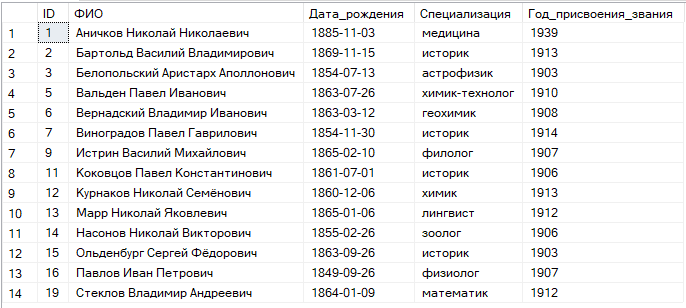 ID ФИО Дата_рождения Специализация Год_присвоения_звания
1 1 Аничков Николай Николаевич 1885-11-03 медицина 1939
2 2 Бартольд Василий Владимирович 1869-11-15 историк 1913
3 3 Белопольский Аристарх Аполлонович 1854-07-13 астрофизик 1903
4 5 Вальден Павел Иванович 1863-07-26 химик-технолог 1910
5 6 Вернадский Владимир Иванович 1863-03-12 геохимик 1908
6 7 Виноградов Павел Гаврилович 1854-11-30 историк 1914
7 9 Истрин Василий Михайлович 1865-02-10 филолог 1907
8 11 Коковцов Павел Константинович 1861-07-01 историк 1906
9 12 Курнаков Николай Семёнович 1860-12-06 химик 1913
10 13 Марр Николай Яковлевич 1865-01-06 лингвист 1912
11 14 Насонов Николай Викторович 1855-02-26 зоолог 1906
12 15 Ольденбург Сергей Фёдорович 1863-09-26 историк 1903
13 16 Павлов Иван Петрович 1849-09-26 физиолог 1907
14 19 Стеклов Владимир Андреевич 1864-01-09 математик 1912